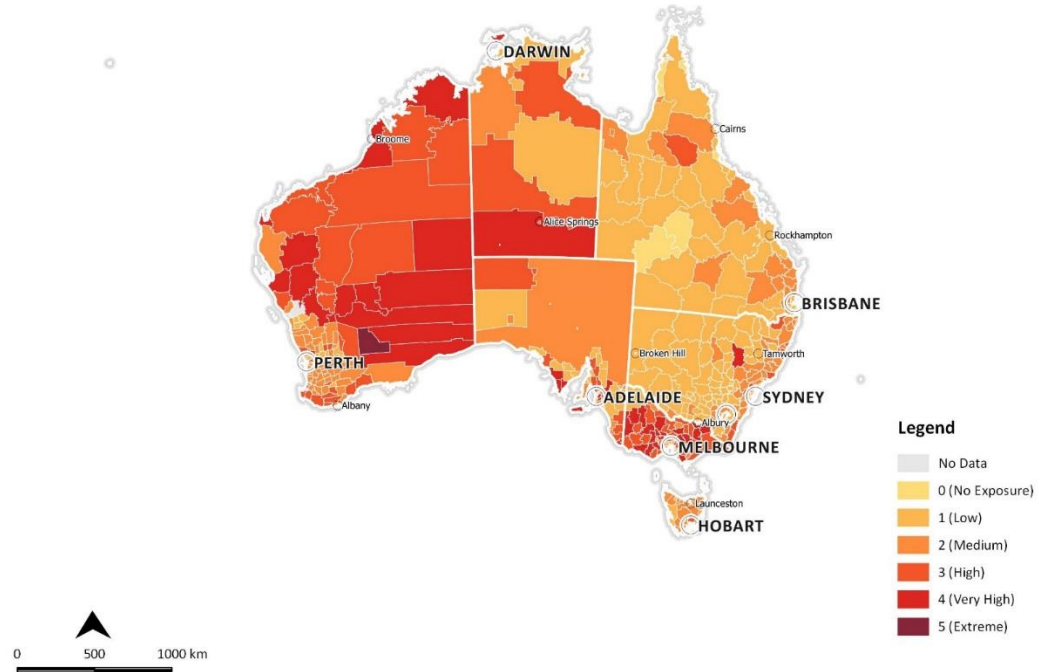 DARWIN
Cairns
Broome
Alice Springs
Rockhampton
BRISBANE
PERTH
Broken Hill
Tamworth
Albany
ADELAIDE
SYDNEY
Albury
MELBOURNE
Launceston
HOBART
Legend
No Data
0 (No Exposure)
1 (Low)
2 (Medium)
3 (High)
4 (Very High)
5 (Extreme)
0 500 1000 km